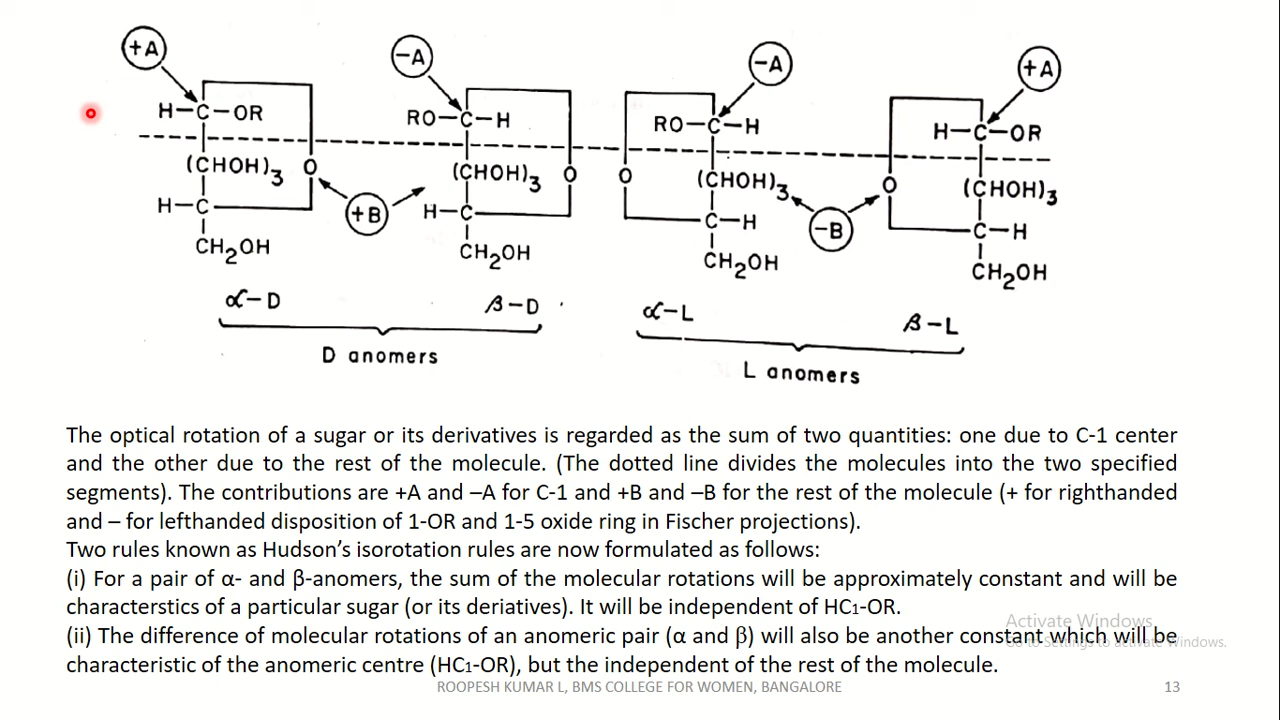 +A
−A
−A
+A
H−C−OR
RO−C−H
RO−C−H
H−C−OR
(CHOH)3 O
(CHOH)3 O
O (CHOH)3
O (CHOH)3
+B
−B
H−C
H−C
C−H
C−H
CH2OH
CH2OH
CH2OH
CH2OH
α−D
β−D
α−L
β−L
D anomers
L anomers
The optical rotation of a sugar or its derivatives is regarded as the sum of two quantities: one due to C-1 center
and the other due to the rest of the molecule. (The dotted line divides the molecules into the two specified
segments). The contributions are +A and –A for C-1 and +B and –B for the rest of the molecule (+ for righthanded
and – for lefthanded disposition of 1-OR and 1-5 oxide ring in Fischer projections).
Two rules known as Hudson’s isorotation rules are now formulated as follows:
(i) For a pair of α- and β-anomers, the sum of the molecular rotations will be approximately constant and will be
characterstics of a particular sugar (or its deriatives). It will be independent of HC1-OR.
(ii) The difference of molecular rotations of an anomeric pair (α and β) will also be another constant which will be
characteristic of the anomeric centre (HC1-OR), but the independent of the rest of the molecule.
Activate Windows
Go to Settings to activate Windows.
ROOPESH KUMAR L, BMS COLLEGE FOR WOMEN, BANGALORE
13